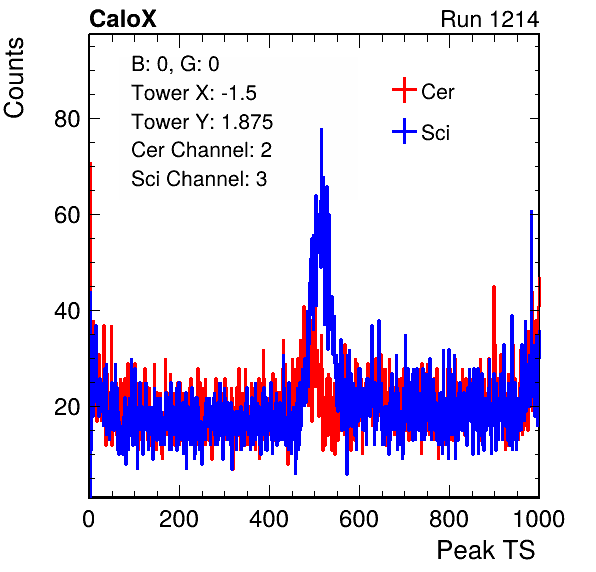 CaloX Run 1214
Counts
B: 0, G: 0
Tower X: -1.5
Tower Y: 1.875
Cer Channel: 2
Sci Channel: 3
Cer
Sci
80
60
40
20
0 200 400 600 800 1000
Peak TS